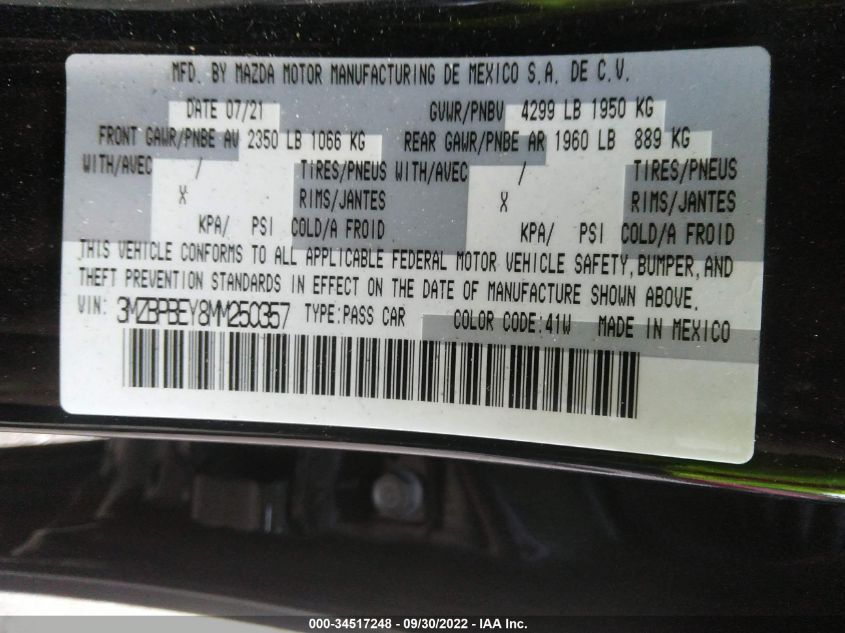 MFD. BY MAZDA MOTOR MANUFACTURING DE MEXICO S.A. DE C.V.
DATE 07/21 GVWR/PNBV 4299 LB 1950 KG
FRONT GAWR/PNBE AV 2350 LB 1066 KG REAR GAWR/PNBE AR 1960 LB 889 KG
WITH/AVEC / TIRES/PNEUS WITH/AVEC / TIRES/PNEUS
X RIMS/JANTES X RIMS/JANTES
KPA/ PSI COLD/A FROID KPA/ PSI COLD/A FROID
THIS VEHICLE CONFORMS TO ALL APPLICABLE FEDERAL MOTOR VEHICLE SAFETY, BUMPER, AND
THEFT PREVENTION STANDARDS IN EFFECT ON THE DATE OF MANUFACTURE SHOWN ABOVE.
VIN: 3MZBPBEY8MM250357 TYPE:PASS CAR COLOR CODE:41W MADE IN MEXICO
000-34517248 - 09/30/2022 - IAA Inc.